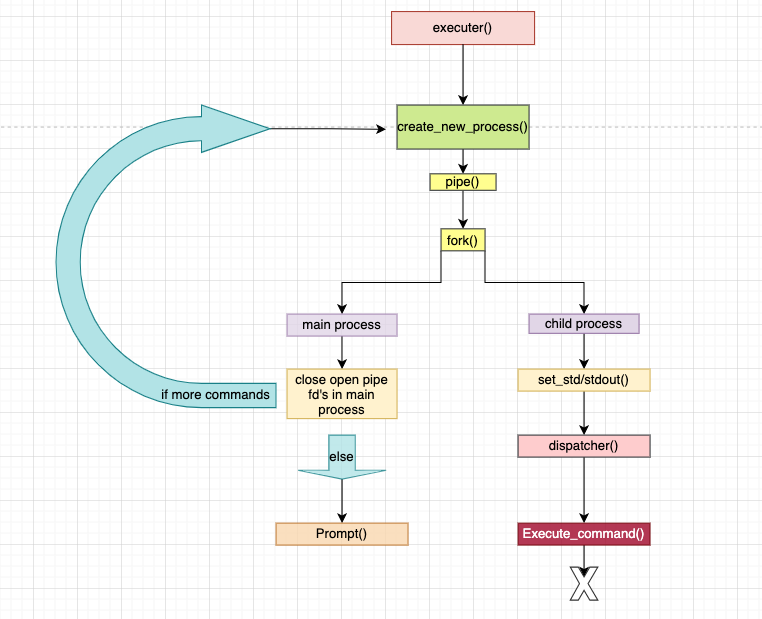 executer()
create_new_process()
pipe()
fork()
main process
child process
close open pipe
fd's in main
process
set_std/stdout()
if more commands
else
dispatcher()
Prompt()
Execute_command()
X